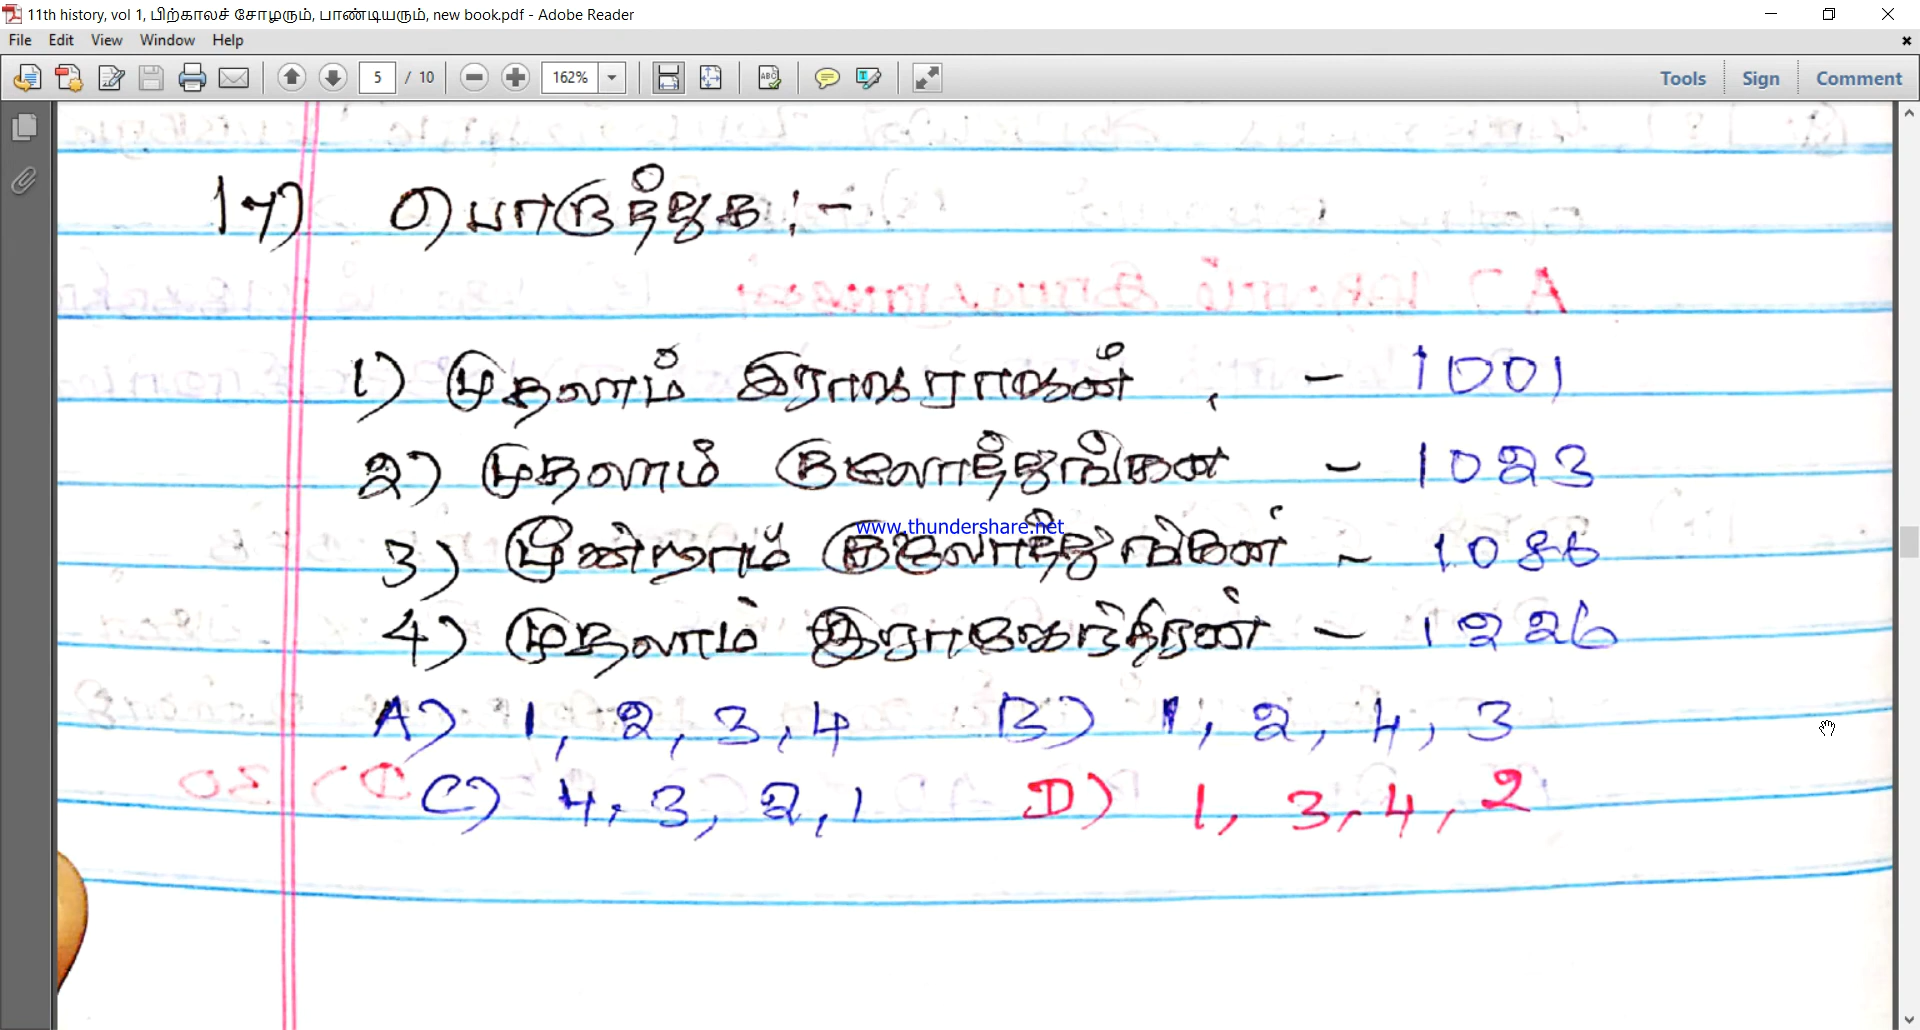 11th history, vol 1, பிற்காலச் சோழரும், பாண்டியரும், new book.pdf - Adobe Reader
File Edit View Window Help
5 / 10 162% Tools Sign Comment
17) பொருந்துக :-
1) முதலாம் இராஜராஜன் - 1001
2) முதலாம் குலோத்துங்கன் - 1023
www.thundershare.net
3) மூன்றாம் குலோத்துங்கன் - 1086
4) முதலாம் இராஜேந்திரன் - 1226
A) 1, 2, 3, 4 B) 1, 2, 4, 3
C) 4, 3, 2, 1 D) 1, 3, 4, 2